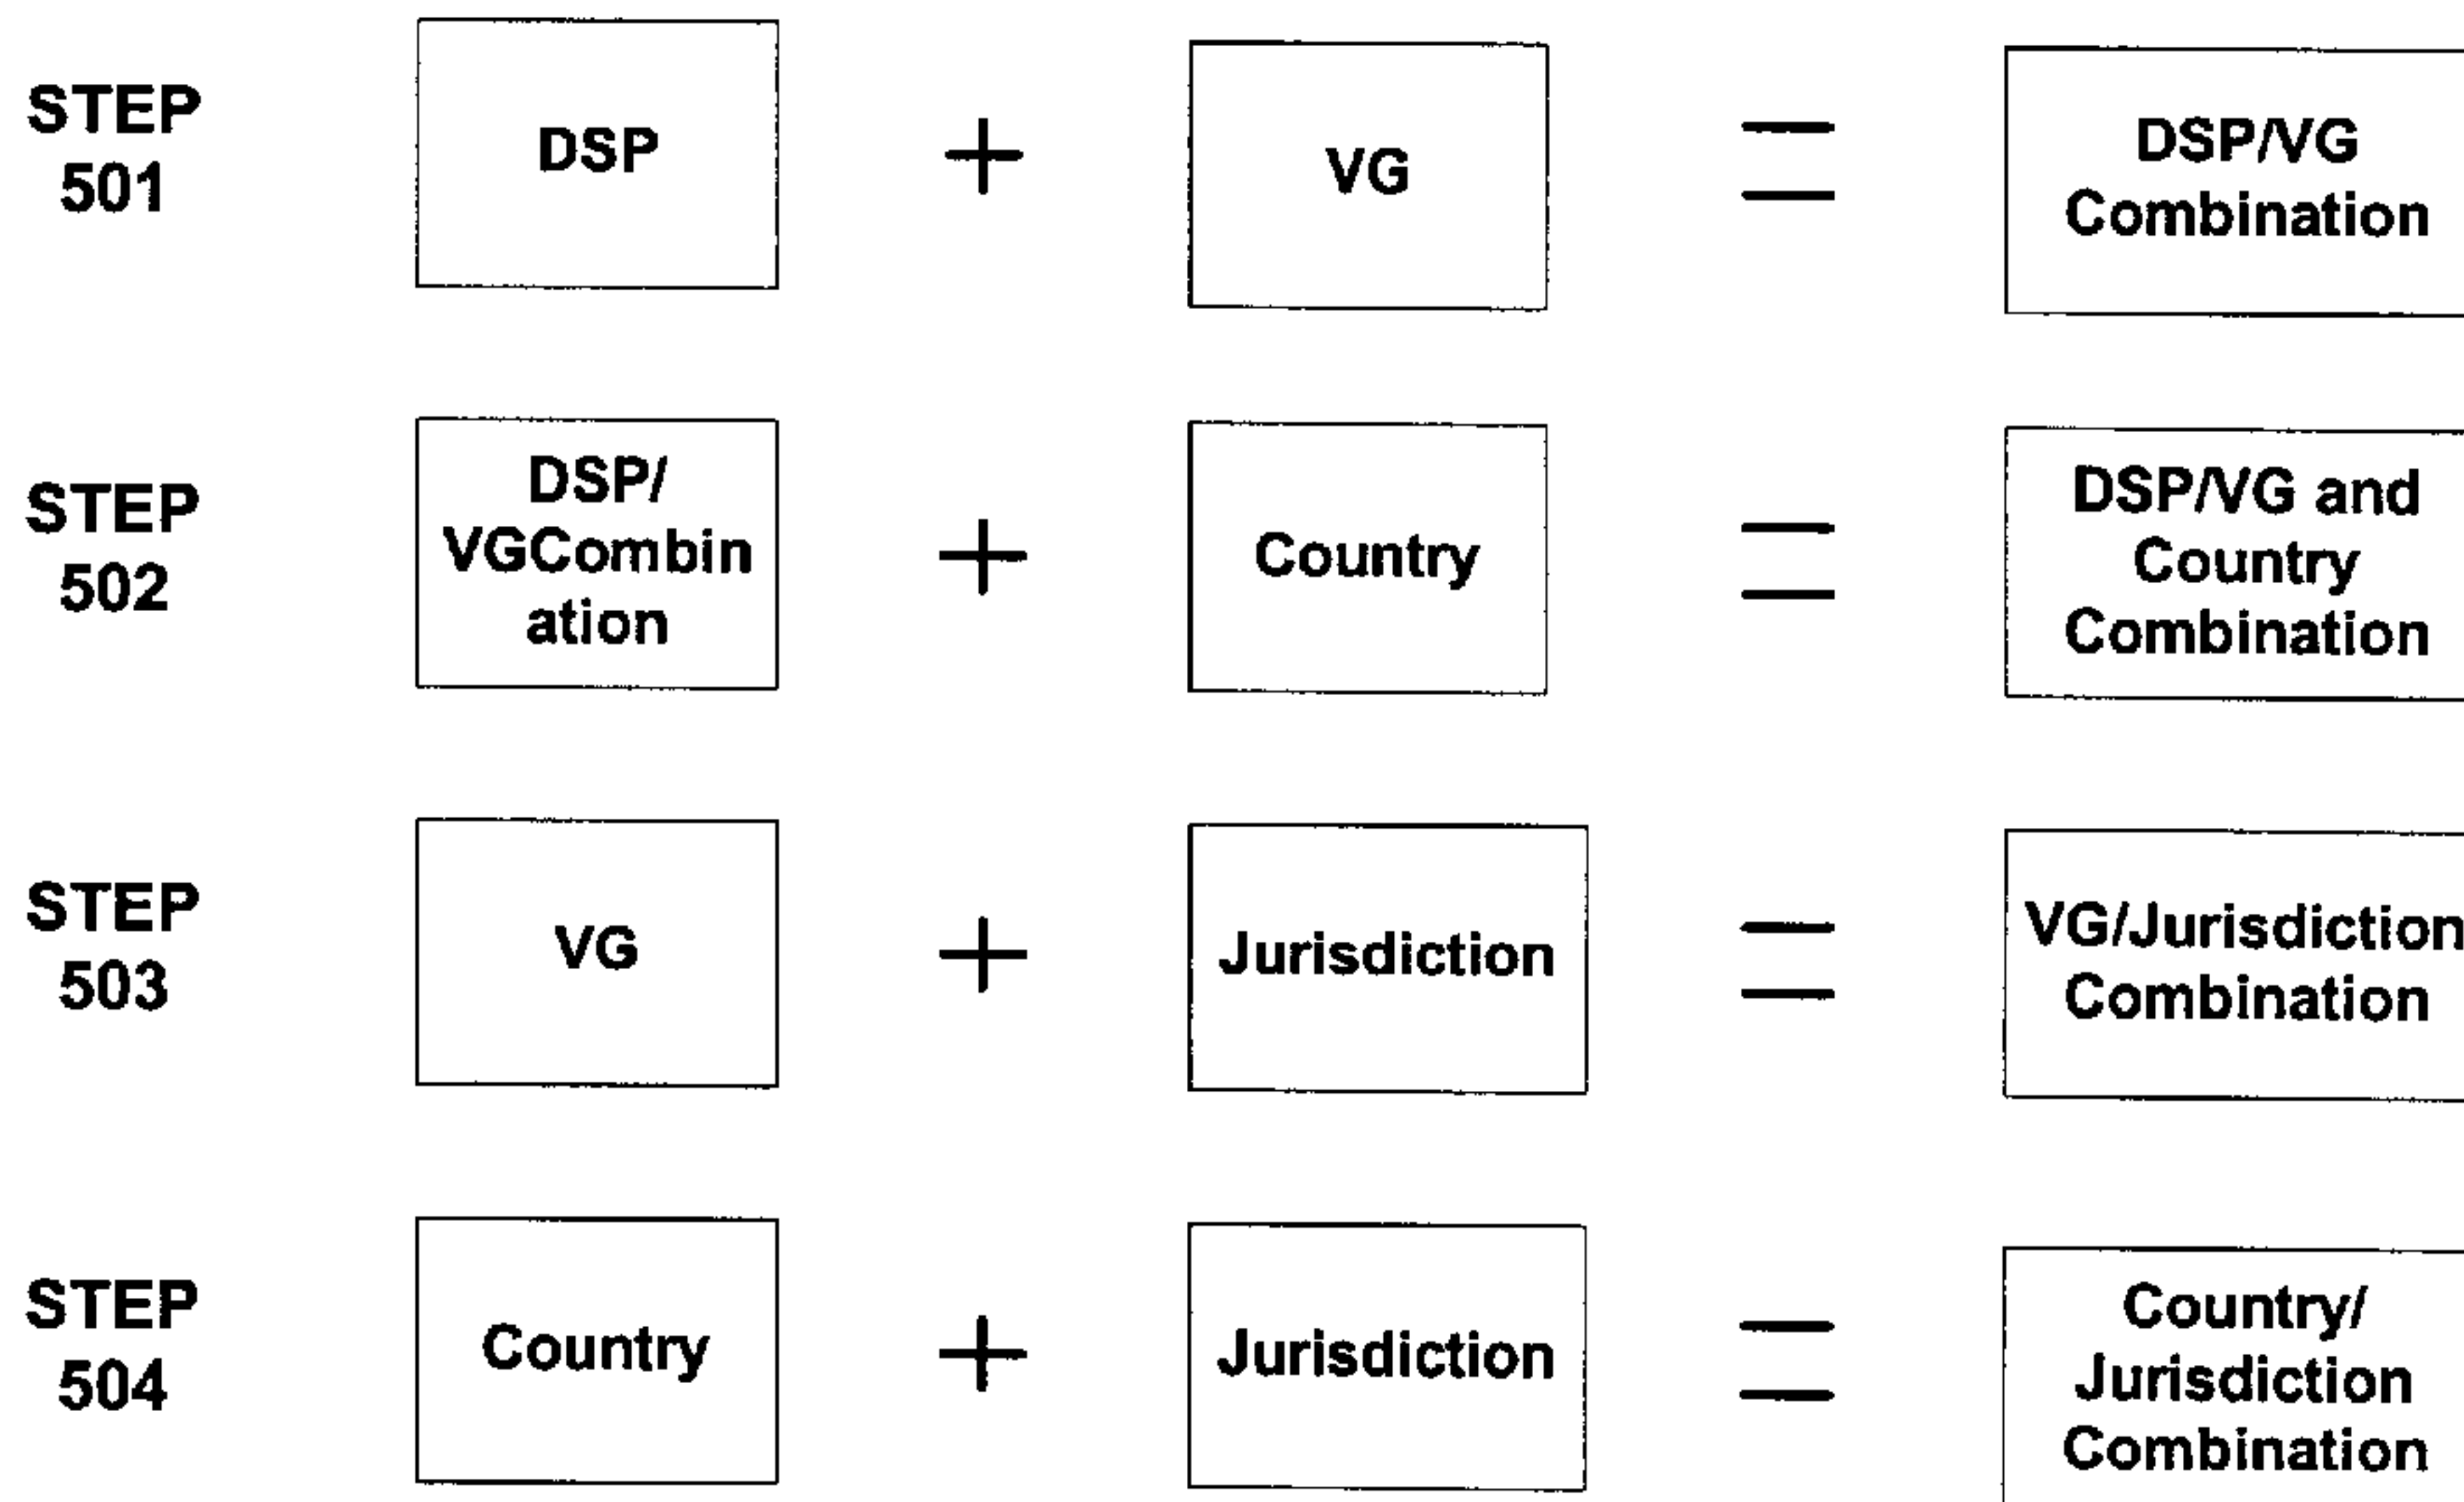 STEP
501
DSP
+
VG
=
DSP/VG
Combination
STEP
502
DSP/
VGCombin
ation
+
Country
=
DSP/VG and
Country
Combination
STEP
503
VG
+
Jurisdiction
=
VG/Jurisdiction
Combination
STEP
504
Country
+
Jurisdiction
=
Country/
Jurisdiction
Combination